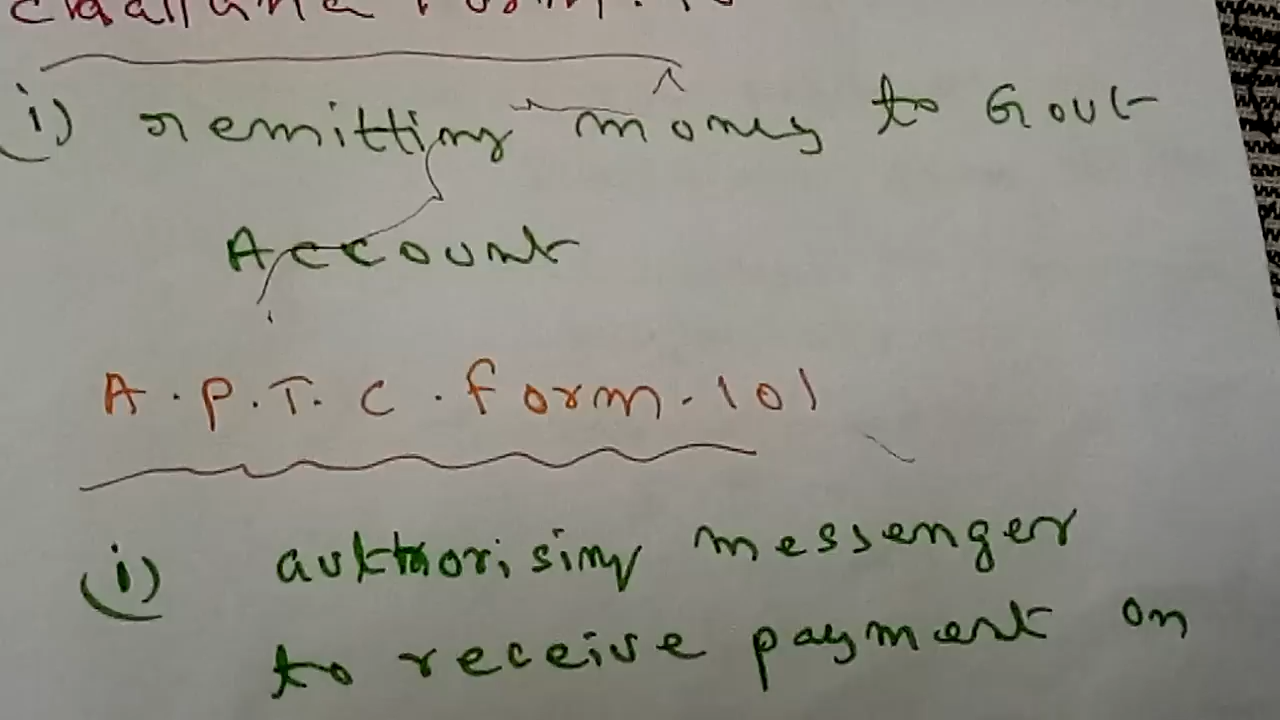 i) remitting money to Govt
Account
A.P.T.C. form.101
(i) authorising messenger
to receive payment on